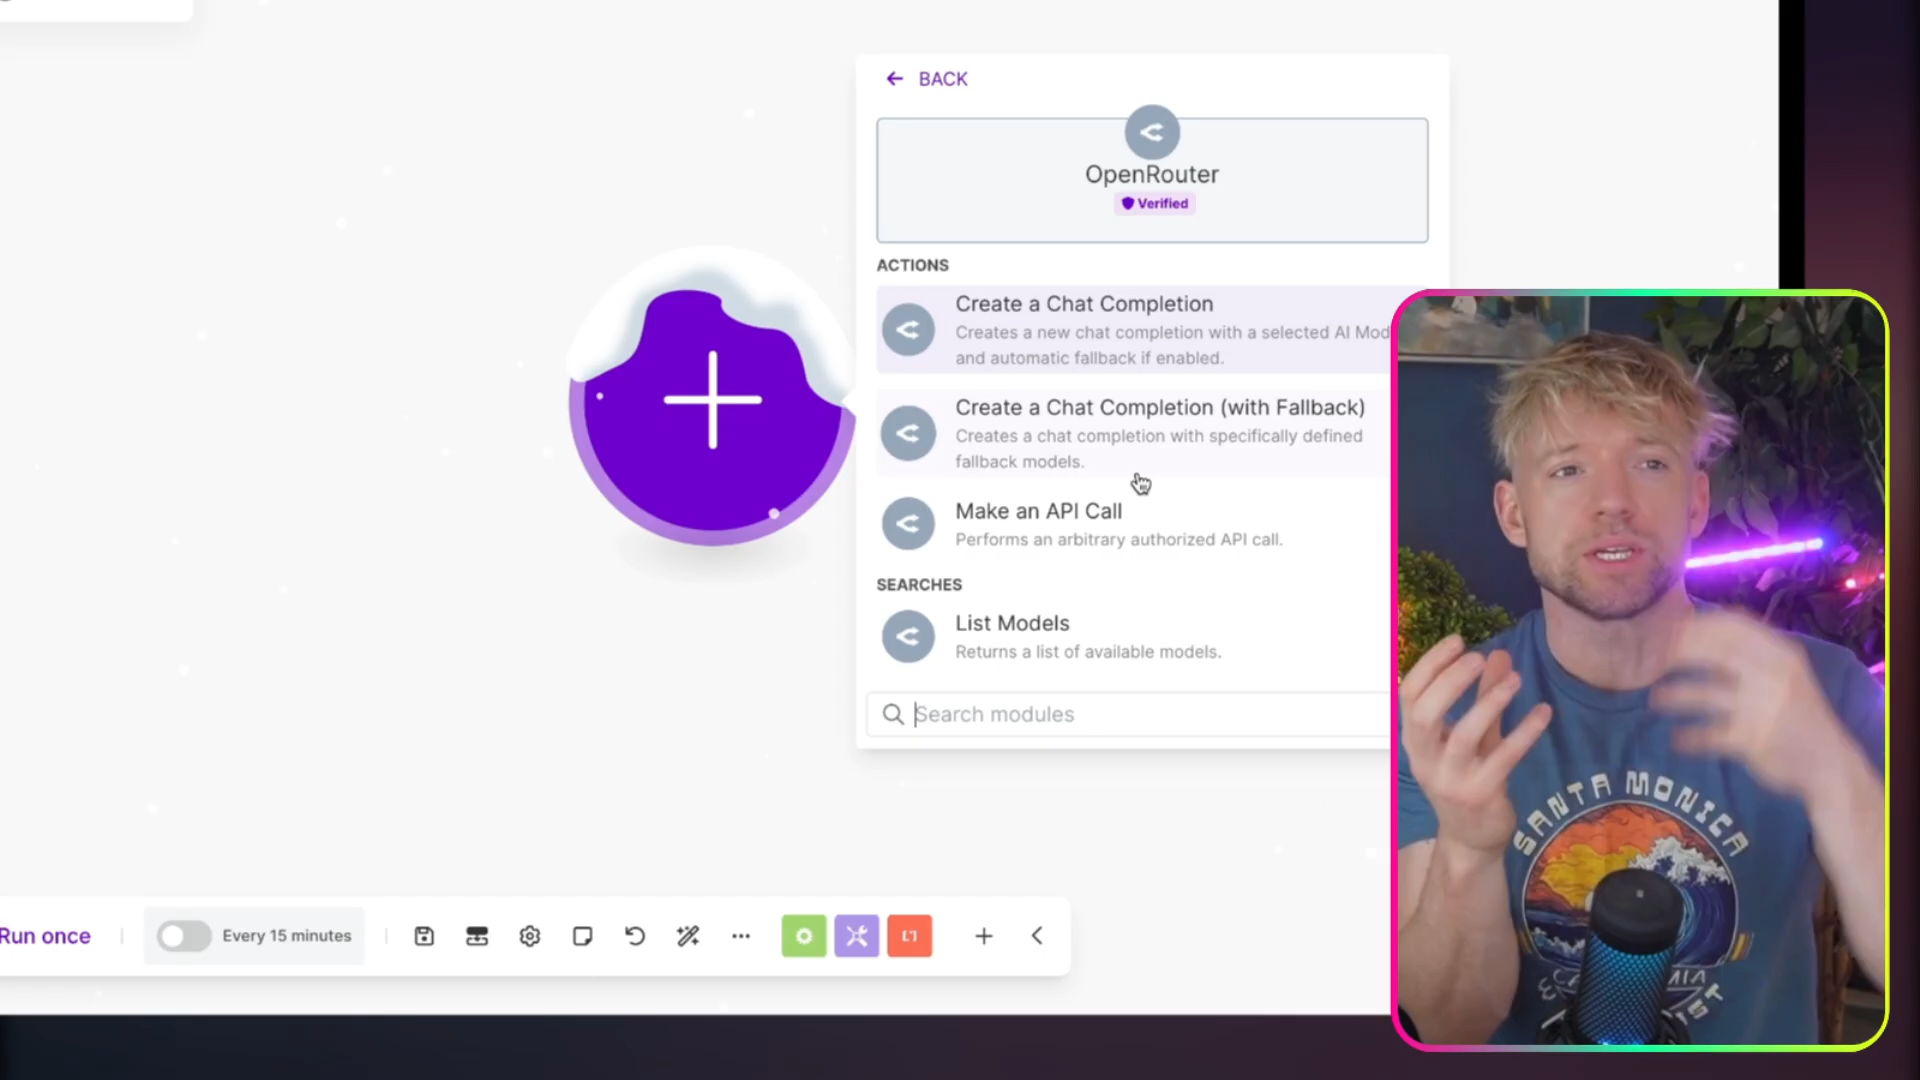 BACK
OpenRouter
Verified
ACTIONS
Create a Chat Completion
Creates a new chat completion with a selected AI Mod
and automatic fallback if enabled.
Create a Chat Completion (with Fallback)
Creates a chat completion with specifically defined
fallback models.
Make an API Call
Performs an arbitrary authorized API call.
SEARCHES
List Models
Returns a list of available models.
Search modules
Run once
Every 15 minutes
SANTA MONICA